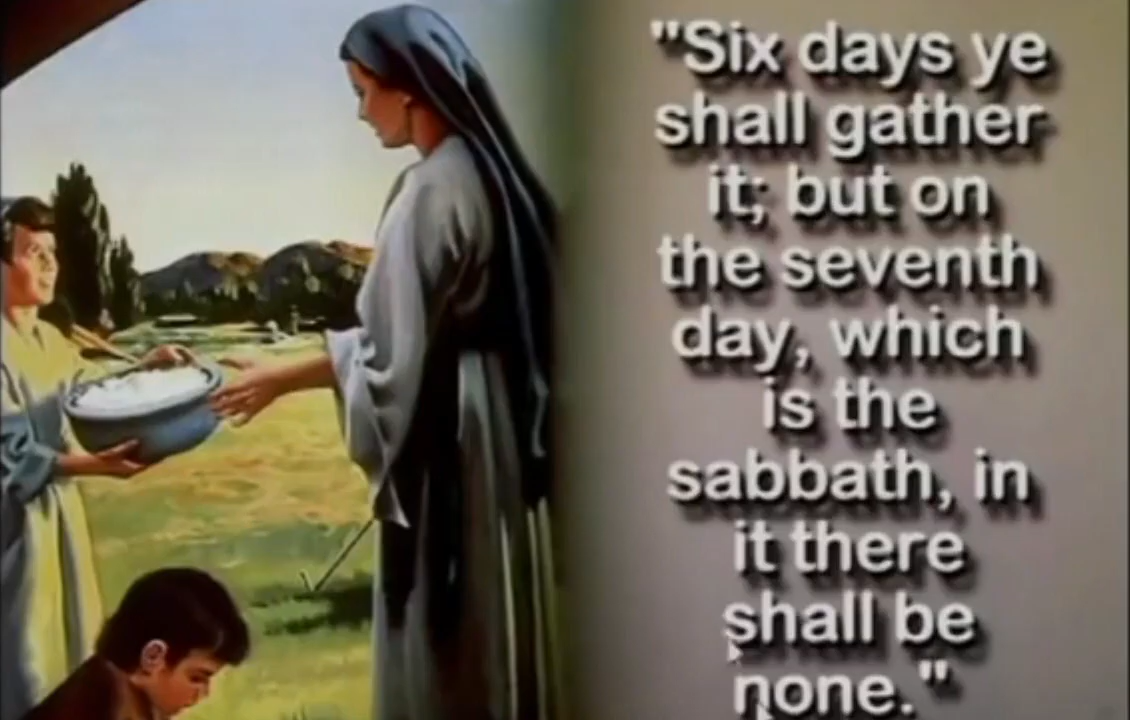 "Six days ye
shall gather
it; but on
the seventh
day, which
is the
sabbath, in
it there
shall be
none."